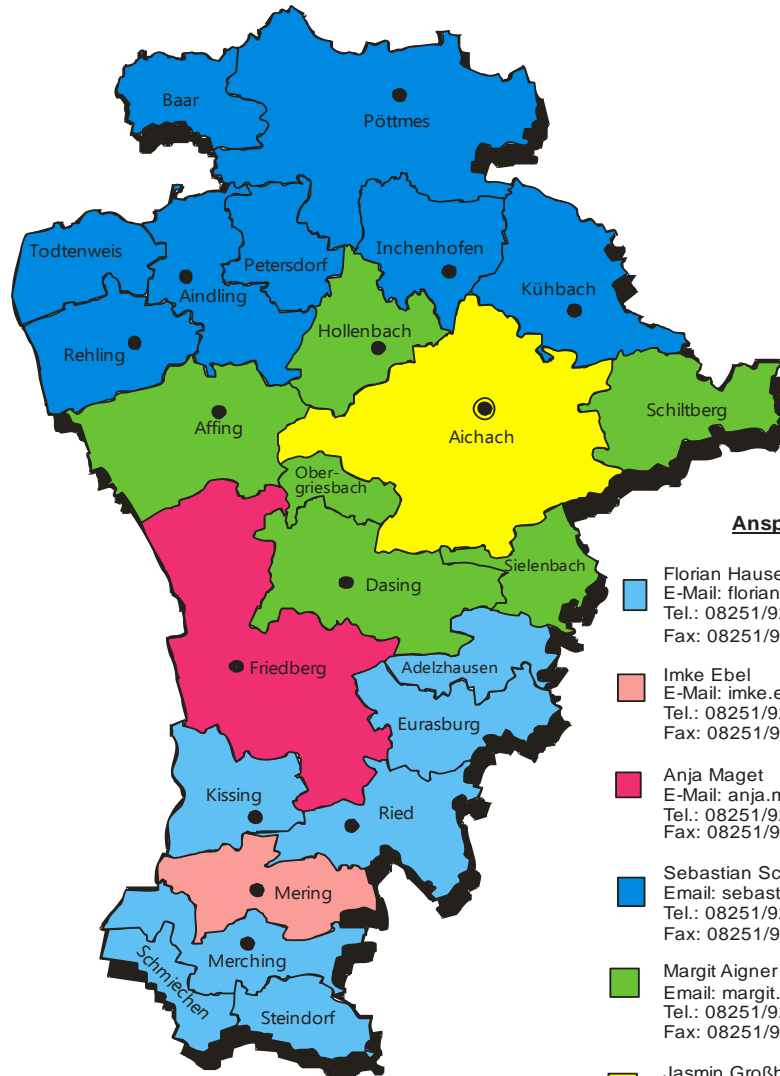 Baar
Pöttmes
Todtenweis
Aindling
Petersdorf
Inchenhofen
Kühbach
Rehling
Hollenbach
Affing
Aichach
Schiltberg
Ober-
griesbach
Dasing
Sielenbach
Friedberg
Adelzhausen
Eurasburg
Kissing
Ried
Mering
Merching
Schmiechen
Steindorf
Florian
E-Mail: florian
Tel.: 08251/9
Fax: 08251/9
Imke Ebel
E-Mail: imke.e
Tel.: 08251/9
Fax: 08251/9
Anja Maget
E-Mail: anja.m
Tel.: 08251/9
Fax: 08251/9
Sebastian Sc
Email: sebast
Tel.: 08251/9
Fax: 08251/9
Margit Aigner
Email: margit.
Tel.: 08251/9
Fax: 08251/9
Jasmin